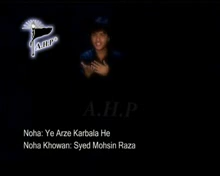 A.H.P
A.H.P
Noha: Ye Arze Karbala He
Noha Khowan: Syed Mohsin Raza